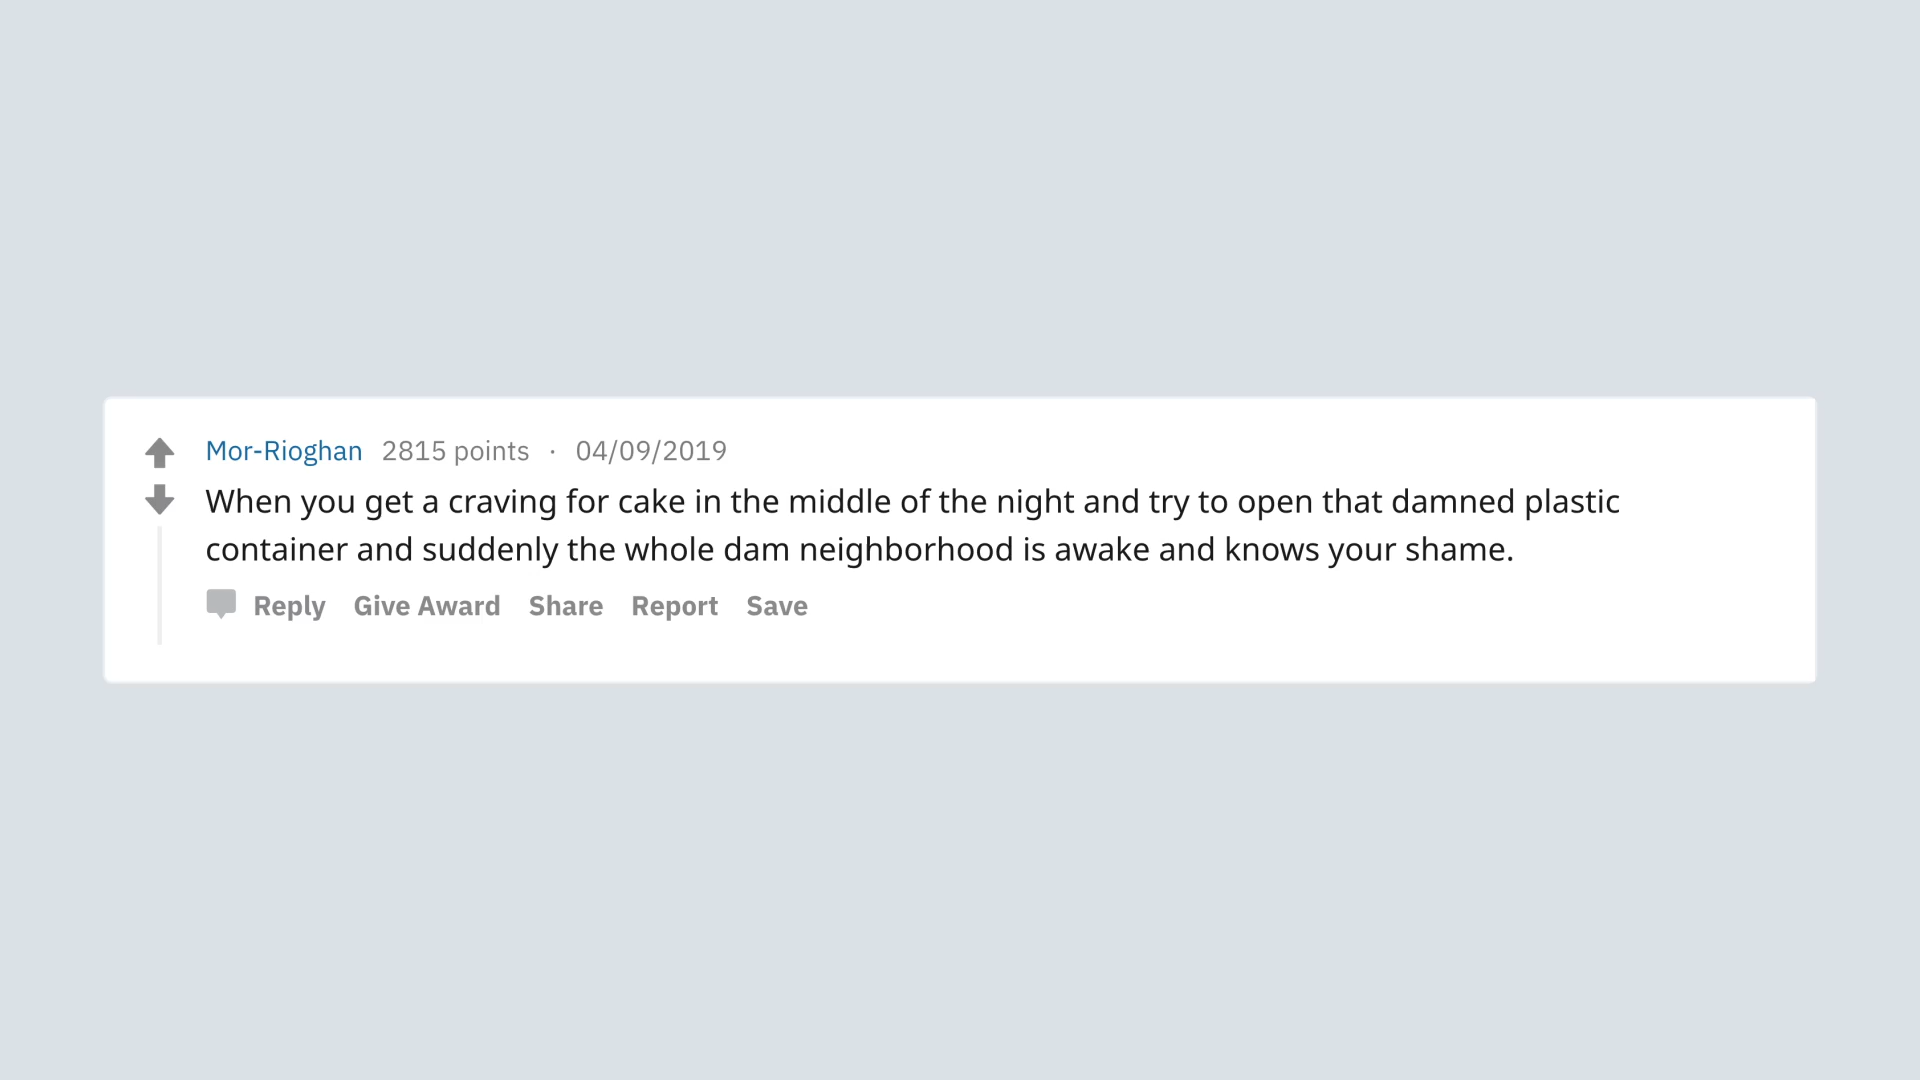 Mor-Rioghan 2815 points · 04/09/2019
When you get a craving for cake in the middle of the night and try to open that damned plastic
container and suddenly the whole dam neighborhood is awake and knows your shame.
Reply Give Award Share Report Save